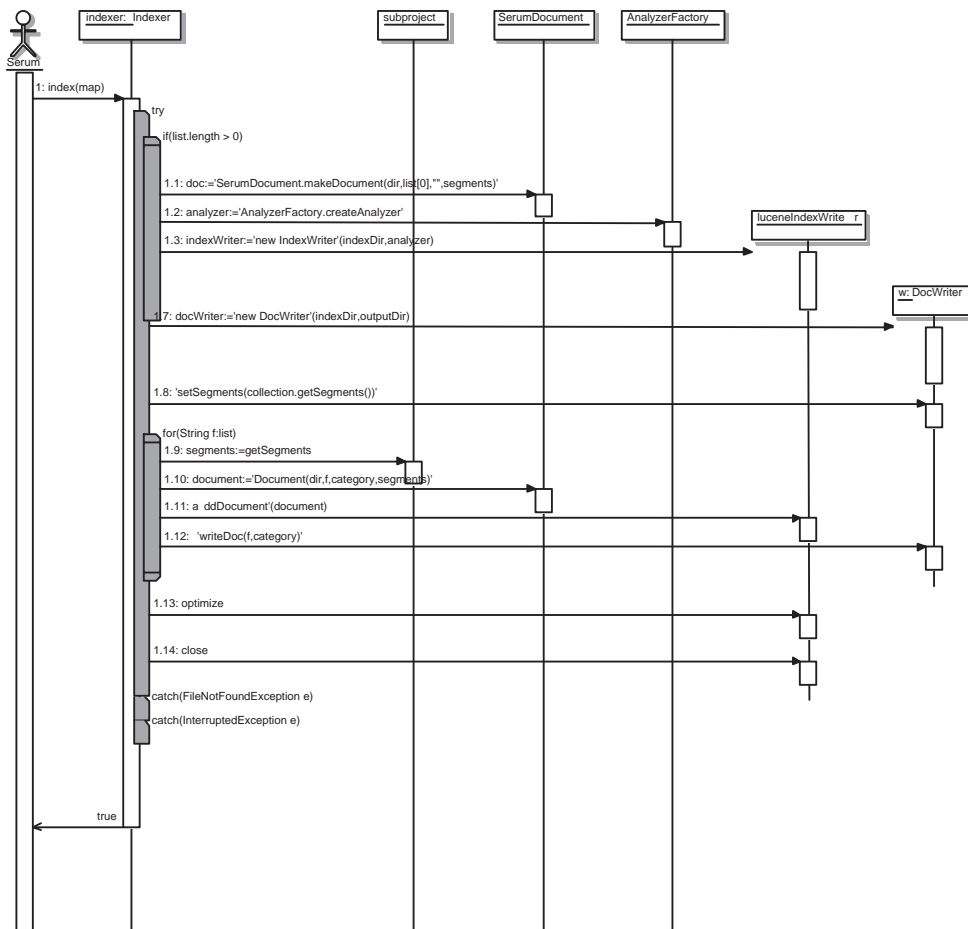 indexer: Indexer
subproject
SerumDocument
AnalyzerFactory
Serum
1: index(map)
try
if(list.length > 0)
1.1: doc:='SerumDocument.makeDocument(dir,list[0],"",segments)'
1.2: analyzer:='AnalyzerFactory.createAnalyzer'
luceneIndexWrite r
1.3: indexWriter:='new IndexWriter'(indexDir,analyzer)
w: DocWriter
1.7: docWriter:='new DocWriter'(indexDir,outputDir)
1.8: 'setSegments(collection.getSegments())'
for(String f:list)
1.9: segments:=getSegments
1.10: document:='Document(dir,f,category,segments)'
1.11: a ddDocument'(document)
1.12: 'writeDoc(f,category)'
1.13: optimize
1.14: close
catch(FileNotFoundException e)
catch(InterruptedException e)
true